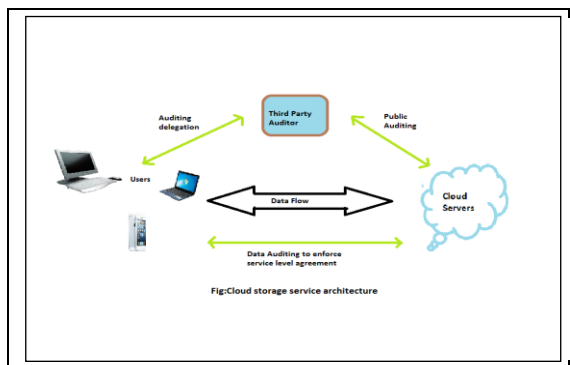 Third Party
Auditor
Auditing
delegation
Public
Auditing
Users
Data Flow
Cloud
Servers
Data Auditing to enforce
service level agreement
Fig:Cloud storage service architecture